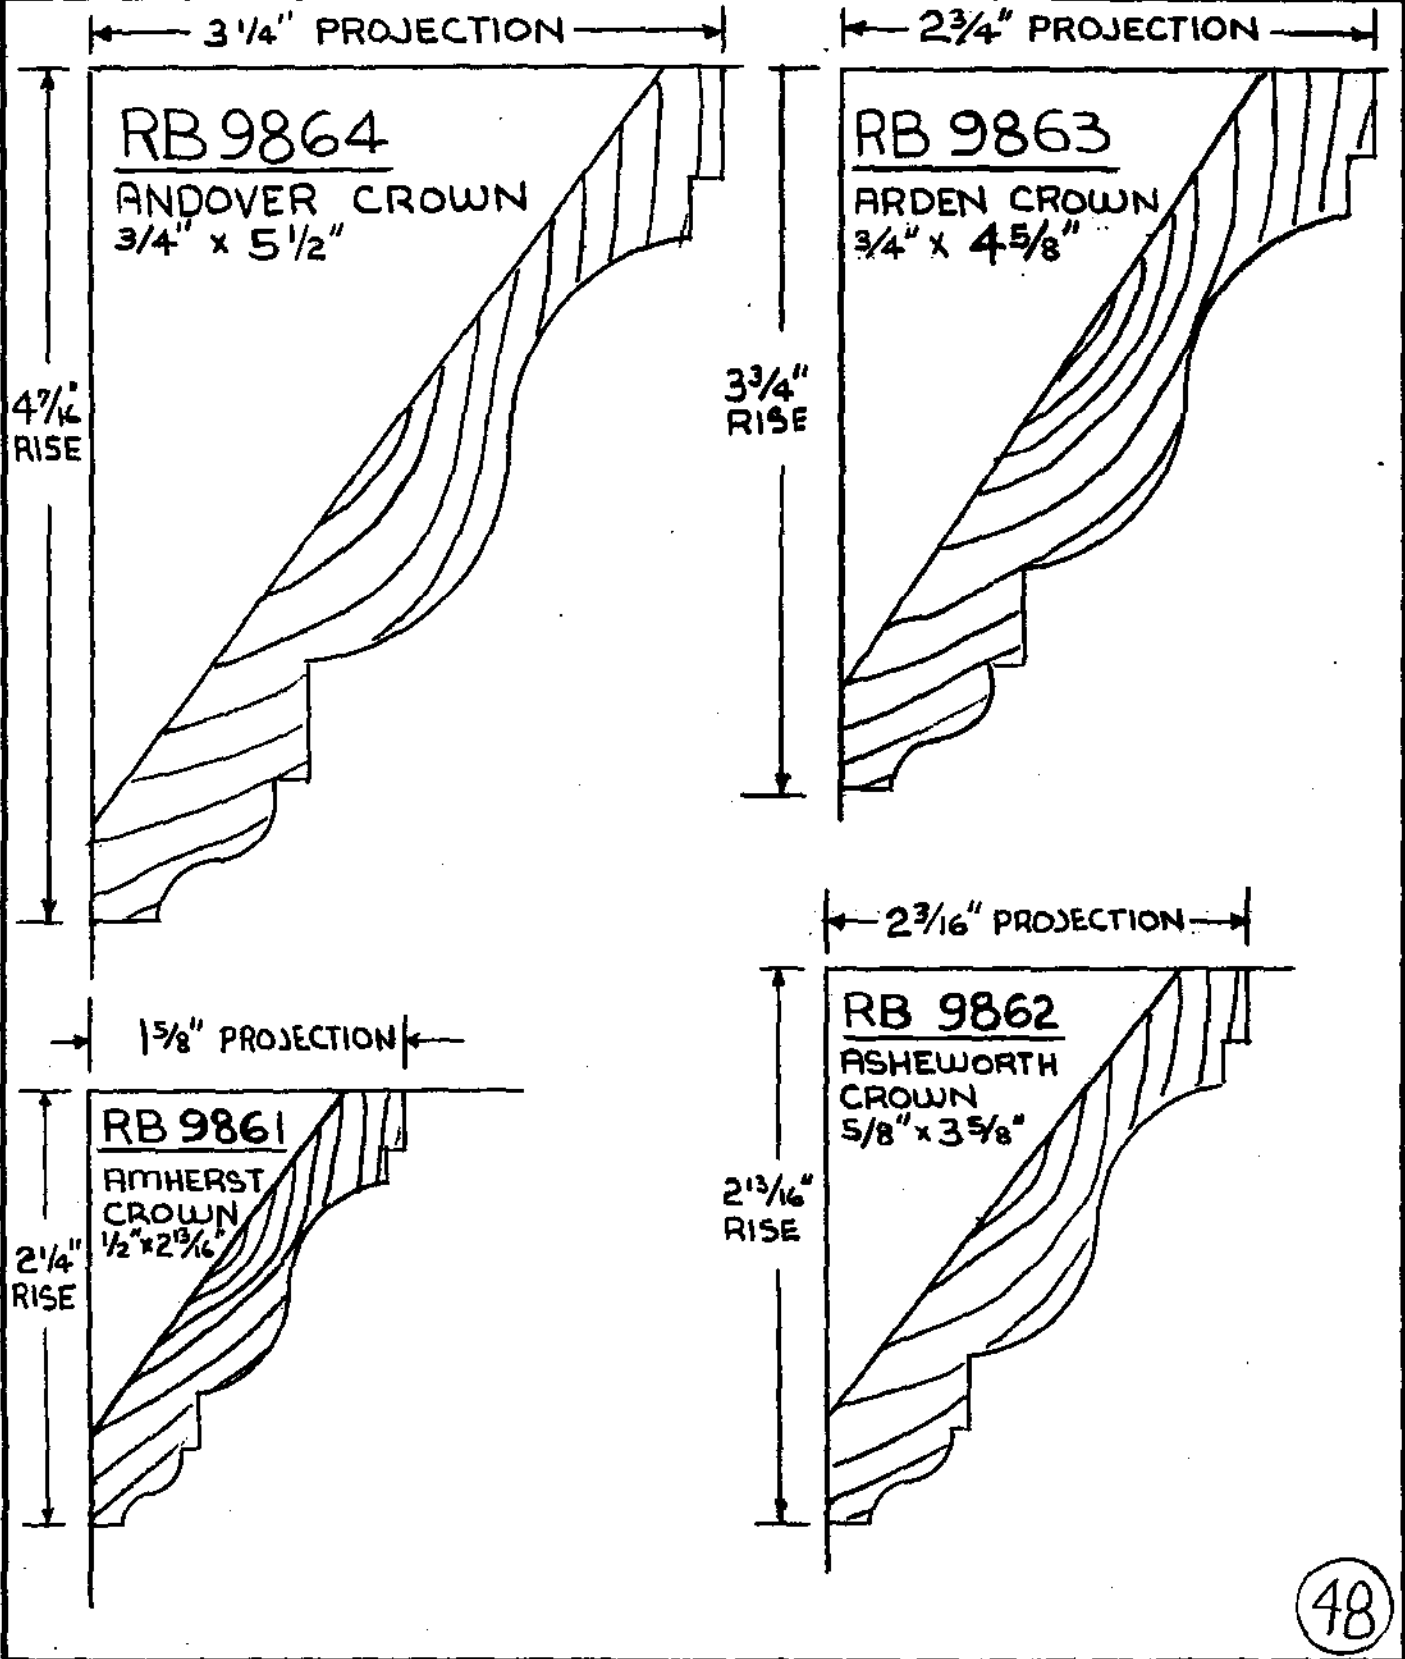 3 1/4" PROJECTION
RB 9864
ANDOVER CROWN
3/4" x 5 1/2"
4 7/16"
RISE
2 3/4" PROJECTION
RB 9863
ARDEN CROWN
3/4" x 4 5/8"
3 3/4"
RISE
1 5/8" PROJECTION
RB 9861
AMHERST
CROWN
1/2" x 2 13/16"
2 1/4"
RISE
2 3/16" PROJECTION
RB 9862
ASHEWORTH
CROWN
5/8" x 3 5/8"
2 13/16"
RISE
48